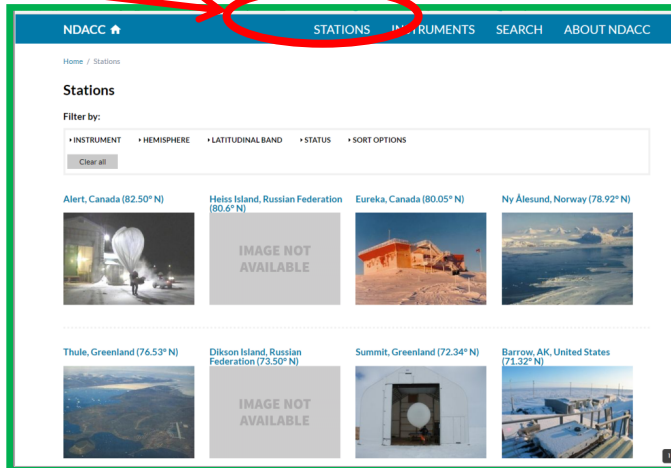 NDACC
STATIONS INSTRUMENTS SEARCH ABOUT NDACC
Home / Stations
Stations
Filter by:
INSTRUMENT HEMISPHERE LATITUDINAL BAND STATUS SORT OPTIONS
Clear all
Alert, Canada (82.50° N)
Heiss Island, Russian Federation
(80.6° N)
Eureka, Canada (80.05° N)
Ny Ålesund, Norway (78.92° N)
IMAGE NOT
AVAILABLE
Thule, Greenland (76.53° N)
Dikson Island, Russian
Federation (73.50° N)
Summit, Greenland (72.34° N)
Barrow, AK, United States
(71.32° N)
IMAGE NOT
AVAILABLE